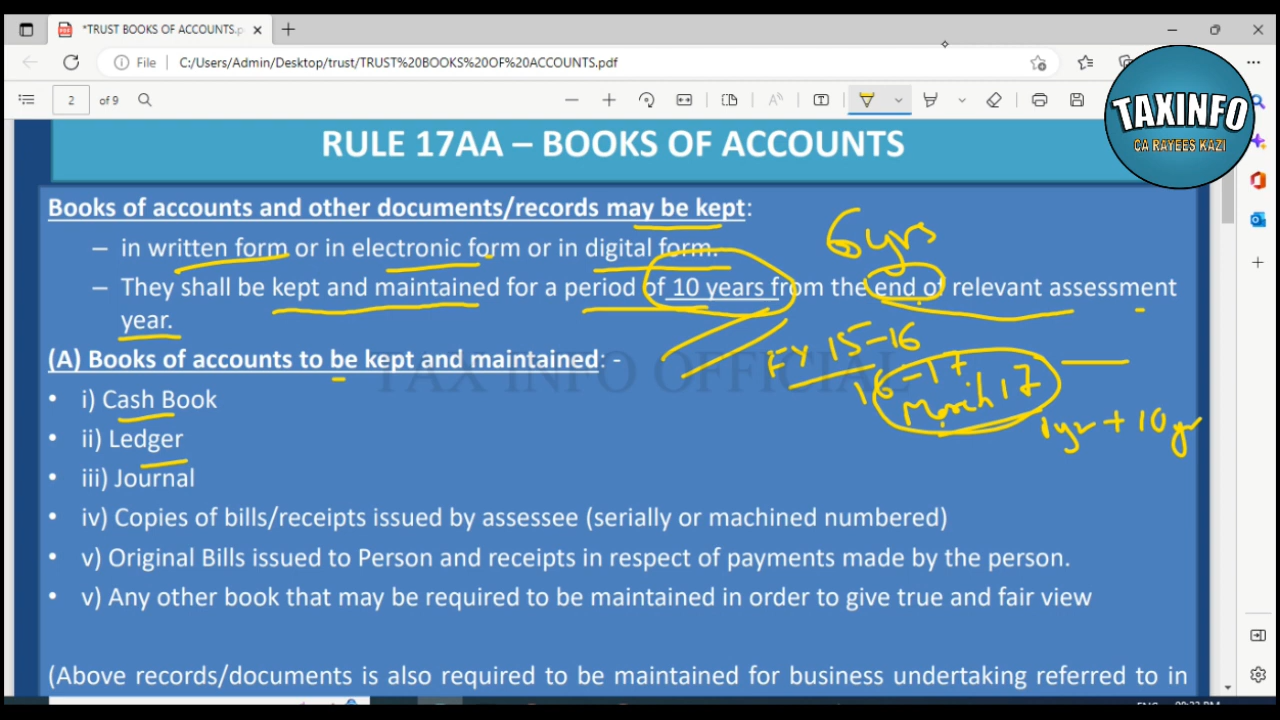 *TRUST BOOKS OF ACCOUNTS.p
File C:/Users/Admin/Desktop/trust/TRUST%20BOOKS%20OF%20ACCOUNTS.pdf
2 of 9
TAXINFO
CA RAYEES KAZI
RULE 17AA – BOOKS OF ACCOUNTS
Books of accounts and other documents/records may be kept:
– in written form or in electronic form or in digital form.
6 yrs
– They shall be kept and maintained for a period of 10 years from the end of relevant assessment
year.
FY 15-16
(A) Books of accounts to be kept and maintained: -
TAX INFO OFFICIAL
16-17
March 17
1yr + 10 yr
• i) Cash Book
• ii) Ledger
• iii) Journal
• iv) Copies of bills/receipts issued by assessee (serially or machined numbered)
• v) Original Bills issued to Person and receipts in respect of payments made by the person.
• v) Any other book that may be required to be maintained in order to give true and fair view
(Above records/documents is also required to be maintained for business undertaking referred to in